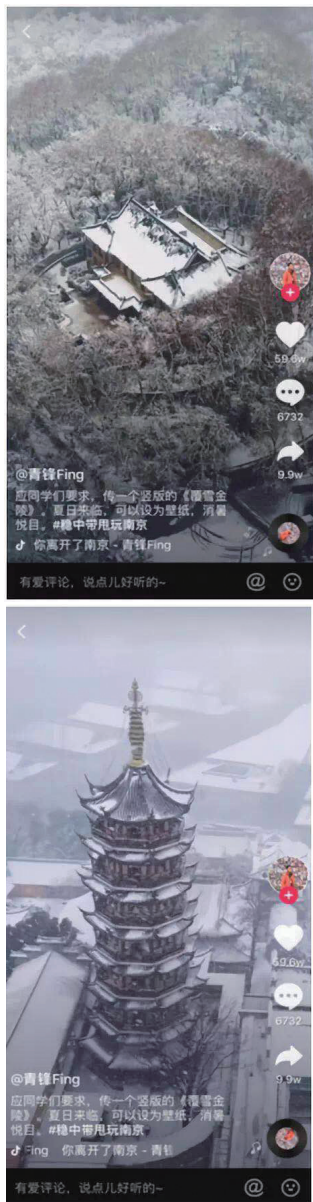 59.6w
6732
9.9w
@青锋Fing
应同学们要求，传一个竖版的《覆雪金
陵》。夏日来临，可以设为壁纸，消暑
悦目。#稳中带甩玩南京
你离开了南京 - 青锋Fing
有爱评论，说点儿好听的~
59.6w
6732
9.9w
@青锋Fing
应同学们要求，传一个竖版的《覆雪金
陵》。夏日来临，可以设为壁纸，消暑
悦目。#稳中带甩玩南京
Fing 你离开了南京 - 青锋
有爱评论，说点儿好听的~